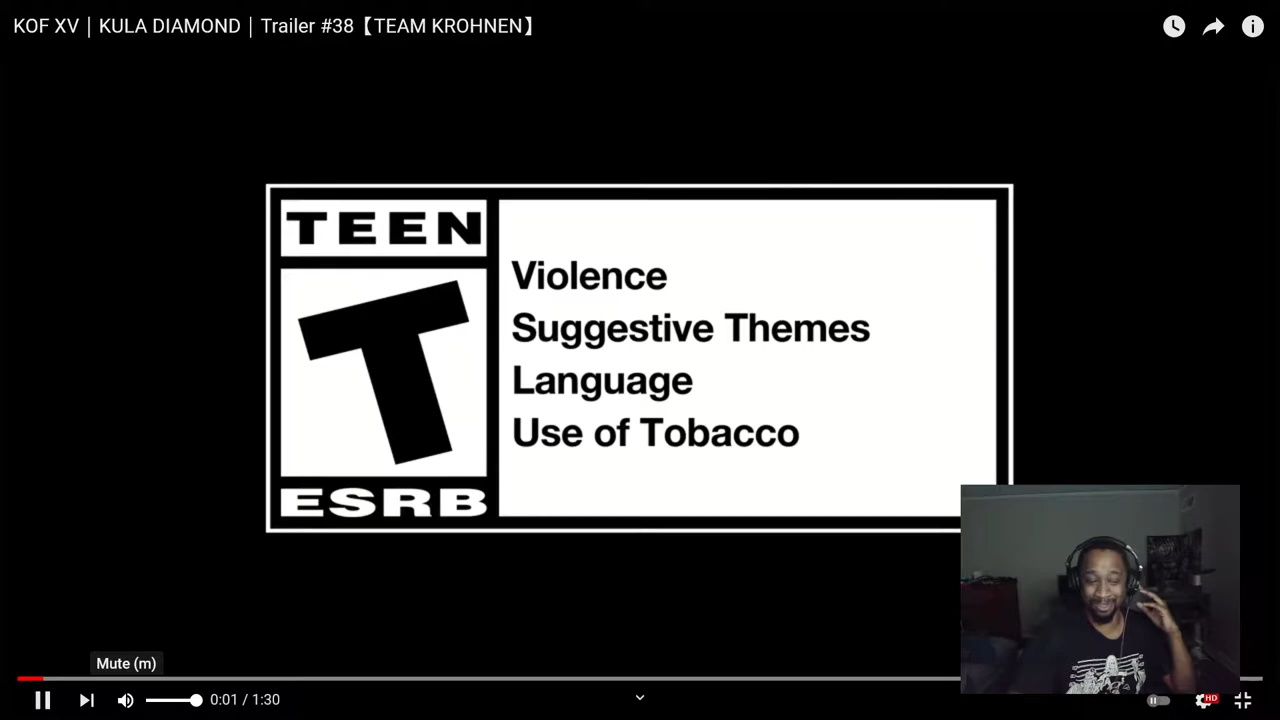 KOF XV｜KULA DIAMOND｜Trailer #38【TEAM KROHNEN】
TEEN
T
ESRB
Violence
Suggestive Themes
Language
Use of Tobacco
Mute (m)
0:01 / 1:30
HD